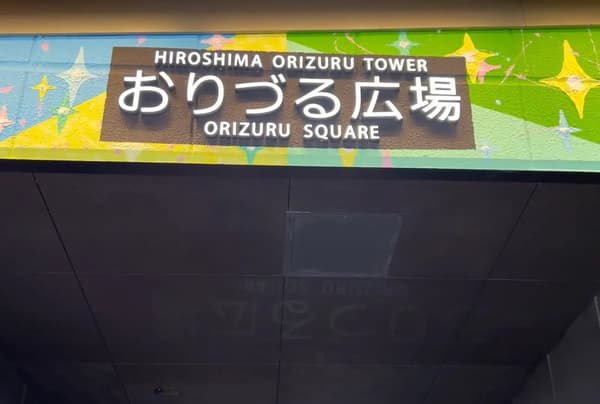 HIROSHIMA ORIZURU TOWER
おりづる広場
ORIZURU SQUARE